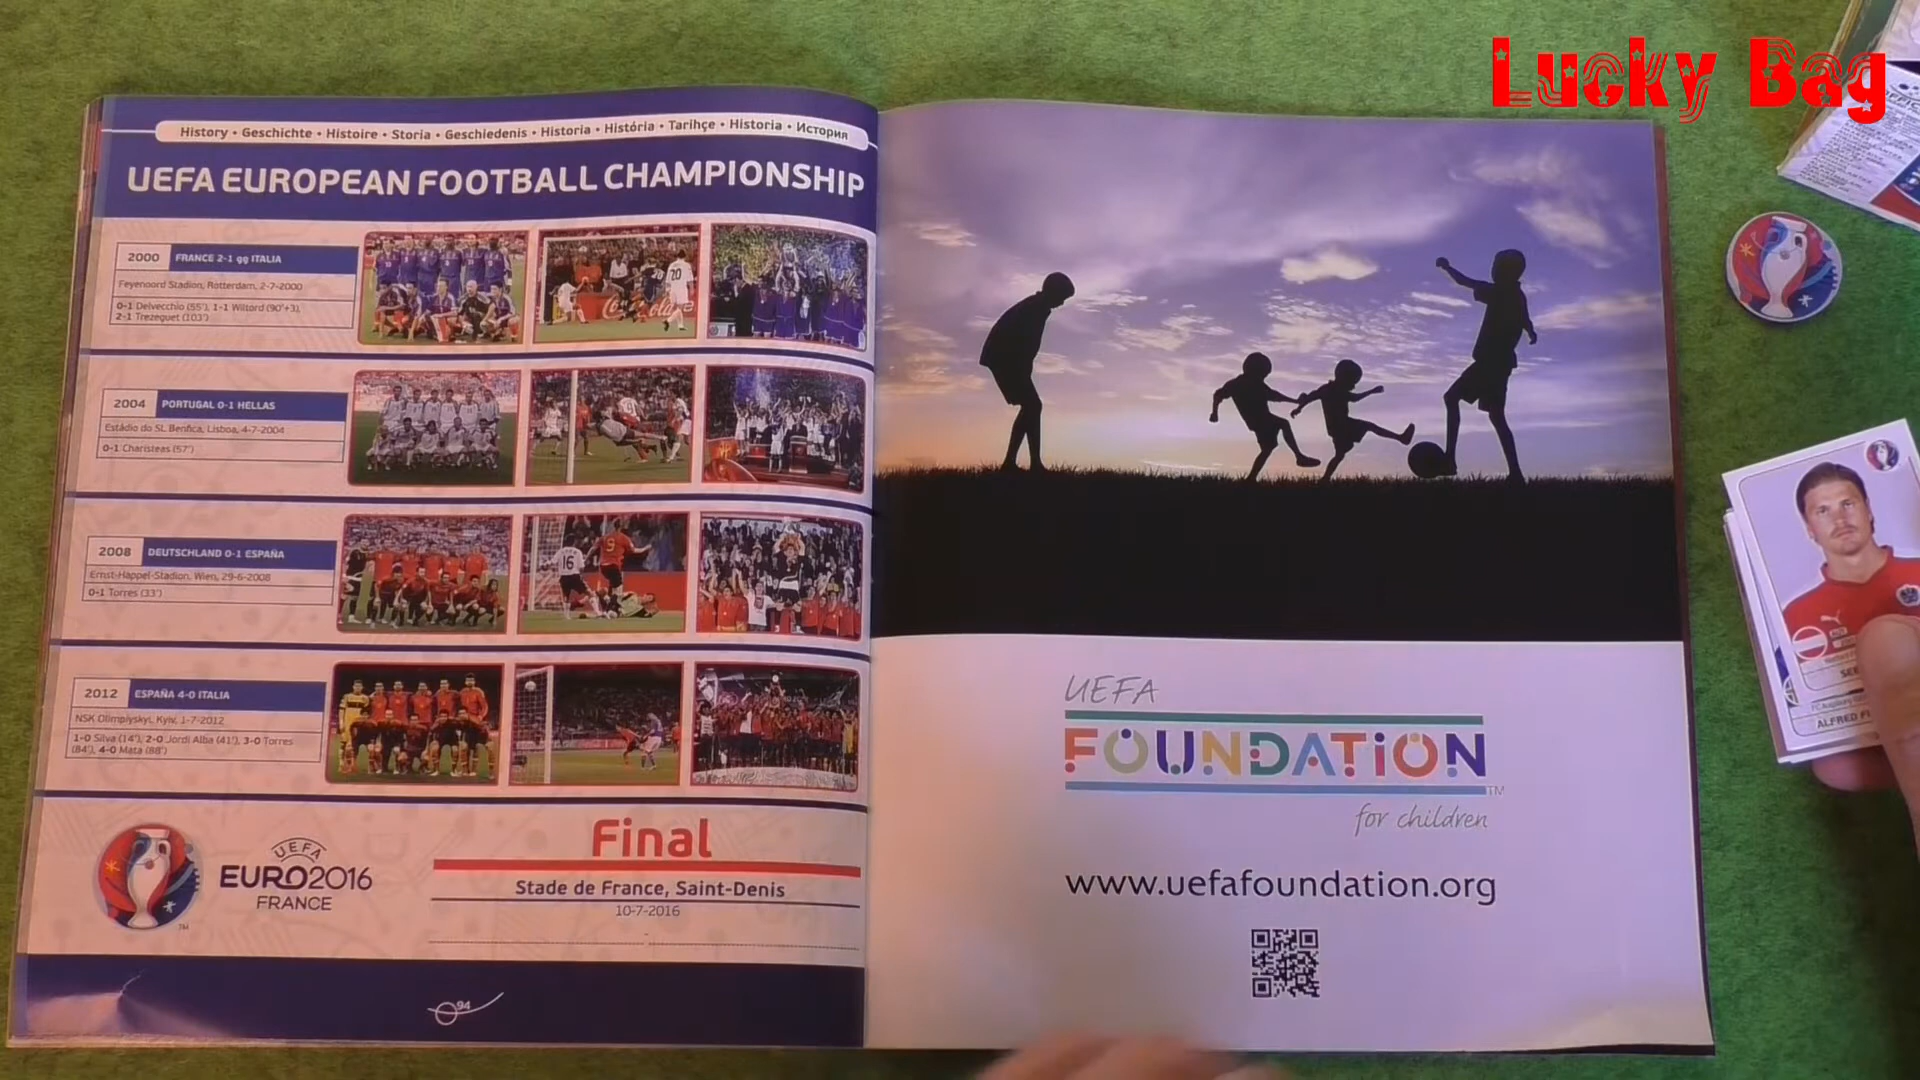 Lucky Bag
History • Geschichte • Histoire • Storia • Geschiedenis • Historia • História • Tarihçe • Historia • История
UEFA EUROPEAN FOOTBALL CHAMPIONSHIP
2000 FRANCE 2-1 gg ITALIA
Feyenoord Stadion, Rotterdam, 2-7-2000
0-1 Delvecchio (55'), 1-1 Wiltord (90'+3),
2-1 Trezeguet (103')
2004 PORTUGAL 0-1 HELLAS
Estádio do SL Benfica, Lisboa, 4-7-2004
0-1 Charisteas (57')
2008 DEUTSCHLAND 0-1 ESPAÑA
Ernst-Happel-Stadion, Wien, 29-6-2008
0-1 Torres (33')
2012 ESPAÑA 4-0 ITALIA
NSK Olimpiyskyi, Kyiv, 1-7-2012
1-0 Silva (14'), 2-0 Jordi Alba (41'), 3-0 Torres
(84'), 4-0 Mata (88')
UEFA
EURO2016
FRANCE
TM
Final
Stade de France, Saint-Denis
10-7-2016
94
UEFA
FOUNDATION
TM
for children
www.uefafoundation.org
20
16
9
ALFRED